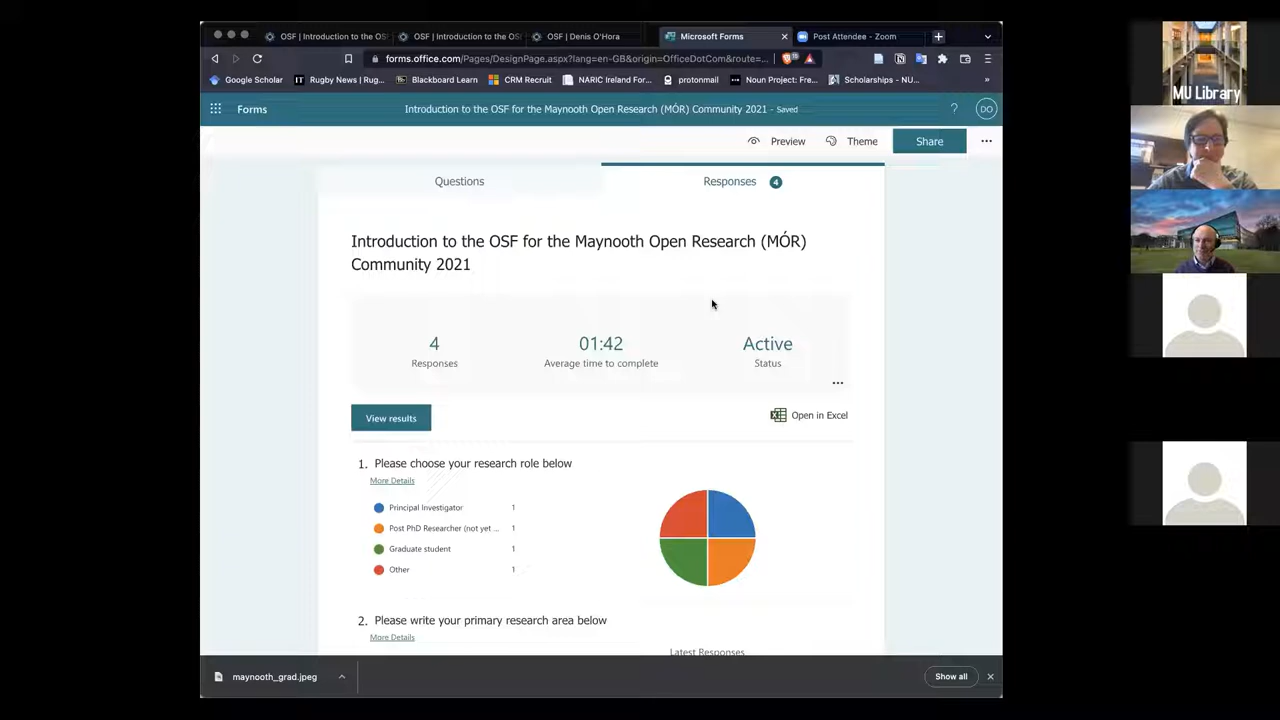 OSF | Introduction to the OS
OSF | Introduction to the OS
OSF | Denis O'Hora
Microsoft Forms
Post Attendee - Zoom
forms.office.com/Pages/DesignPage.aspx?lang=en-GB&origin=OfficeDotCom&route=...
Google Scholar
Rugby News | Rug...
Blackboard Learn
CRM Recruit
NARIC Ireland For...
protonmail
Noun Project: Fre...
Scholarships - NU...
»
Forms
Introduction to the OSF for the Maynooth Open Research (MÓR) Community 2021 - Saved
?
DO
Preview
Theme
Share
Questions
Responses 4
Introduction to the OSF for the Maynooth Open Research (MÓR)
Community 2021
4
Responses
01:42
Average time to complete
Active
Status
View results
Open in Excel
1. Please choose your research role below
More Details
Principal Investigator 1
Post PhD Researcher (not yet ... 1
Graduate student 1
Other 1
2. Please write your primary research area below
More Details
Latest Responses
maynooth_grad.jpeg
Show all
MU Library